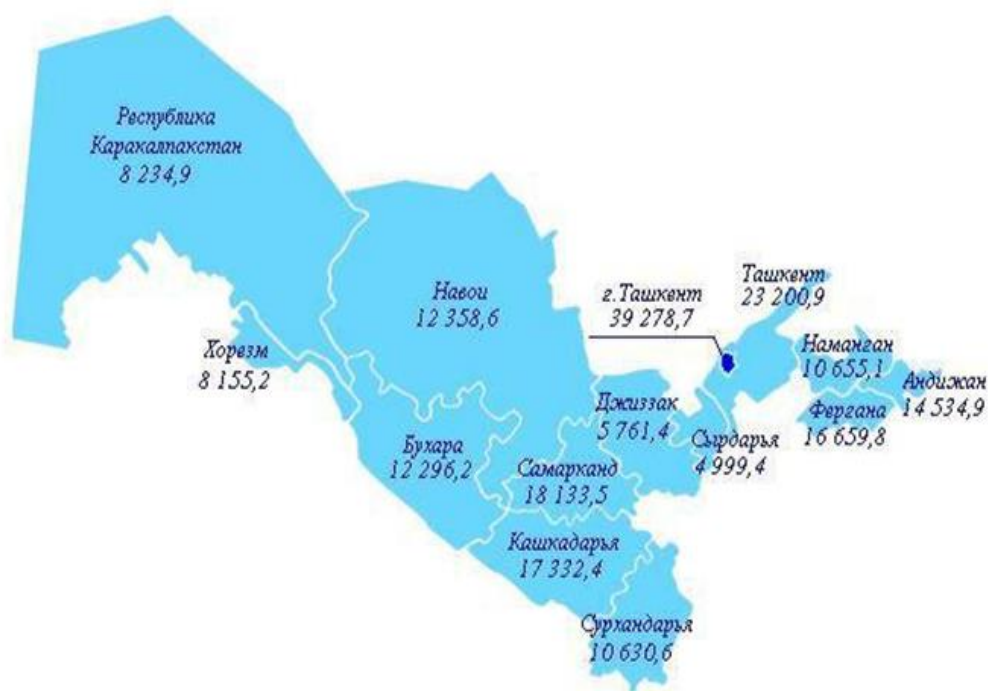 Республика
Каракалпакстан
8 234,9
Навои
12 358,6
Ташкент
23 200,9
г.Ташкент
39 278,7
Хорезм
8 155,2
Наманган
10 655,1
Андижан
14 534,9
Фергана
16 659,8
Джиззак
5 761,4
Сырдарья
4 999,4
Бухара
12 296,2
Самарканд
18 133,5
Кашкадарья
17 332,4
Сурхандарья
10 630,6